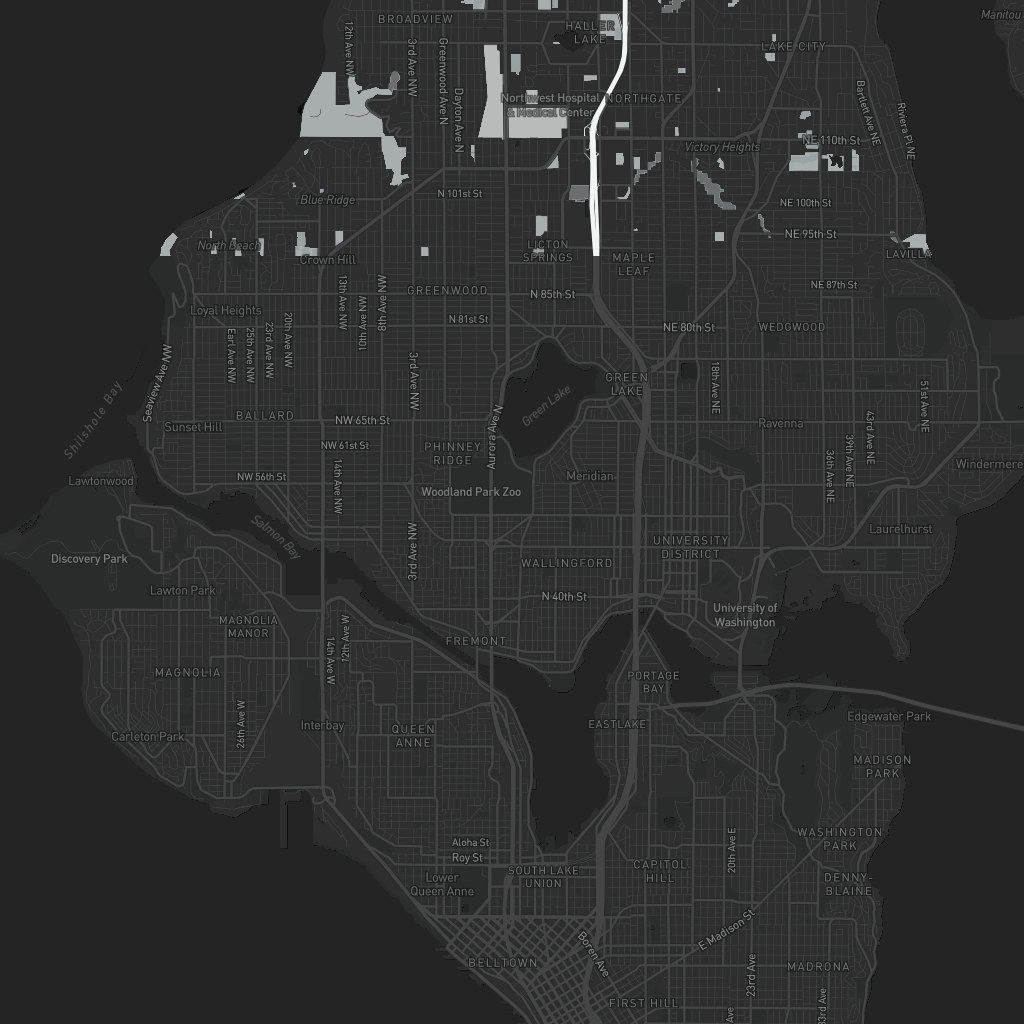 Manitou
BROADVIEW
12th Ave NW
3rd Ave NW
Greenwood Ave N
HALLER
LAKE
LAKE CITY
Dayton Ave N
Northwest Hospital
& Medical Center
NORTHGATE
Bartlett Ave NE
Riviera Pl NE
NE 110th St
Victory Heights
N 101st St
Blue Ridge
NE 100th St
NE 95th St
North Beach
Crown Hill
LICTON
SPRINGS
MAPLE
LEAF
LAVILLA
NE 87th St
GREENWOOD
N 85th St
13th Ave NW
10th Ave NW
8th Ave NW
Loyal Heights
N 81st St
NE 80th St
WEDGWOOD
Earl Ave NW
25th Ave NW
23rd Ave NW
20th Ave NW
Seaview Ave NW
3rd Ave NW
GREEN
LAKE
Green Lake
18th Ave NE
51st Ave NE
Shilshole Bay
BALLARD
NW 65th St
Sunset Hill
Aurora Ave N
Ravenna
43rd Ave NE
39th Ave NE
36th Ave NE
NW 61st St
PHINNEY
RIDGE
Windermere
NW 56th St
14th Ave NW
Meridian
Lawtonwood
Woodland Park Zoo
Salmon Bay
3rd Ave NW
Laurelhurst
UNIVERSITY
DISTRICT
Discovery Park
WALLINGFORD
Lawton Park
N 40th St
University of
Washington
MAGNOLIA
MANOR
14th Ave W
12th Ave W
FREMONT
MAGNOLIA
PORTAGE
BAY
26th Ave W
Carleton Park
Interbay
QUEEN
ANNE
EASTLAKE
Edgewater Park
MADISON
PARK
Aloha St
Roy St
20th Ave E
WASHINGTON
PARK
Lower
Queen Anne
SOUTH LAKE
UNION
CAPITOL
HILL
DENNY-
BLAINE
E Madison St
Boren Ave
BELLTOWN
23rd Ave
MADRONA
FIRST HILL
Ave
33rd Ave